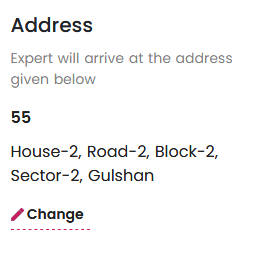 Address
Expert will arrive at the address
given below
55
House-2, Road-2, Block-2,
Sector-2, Gulshan
Change